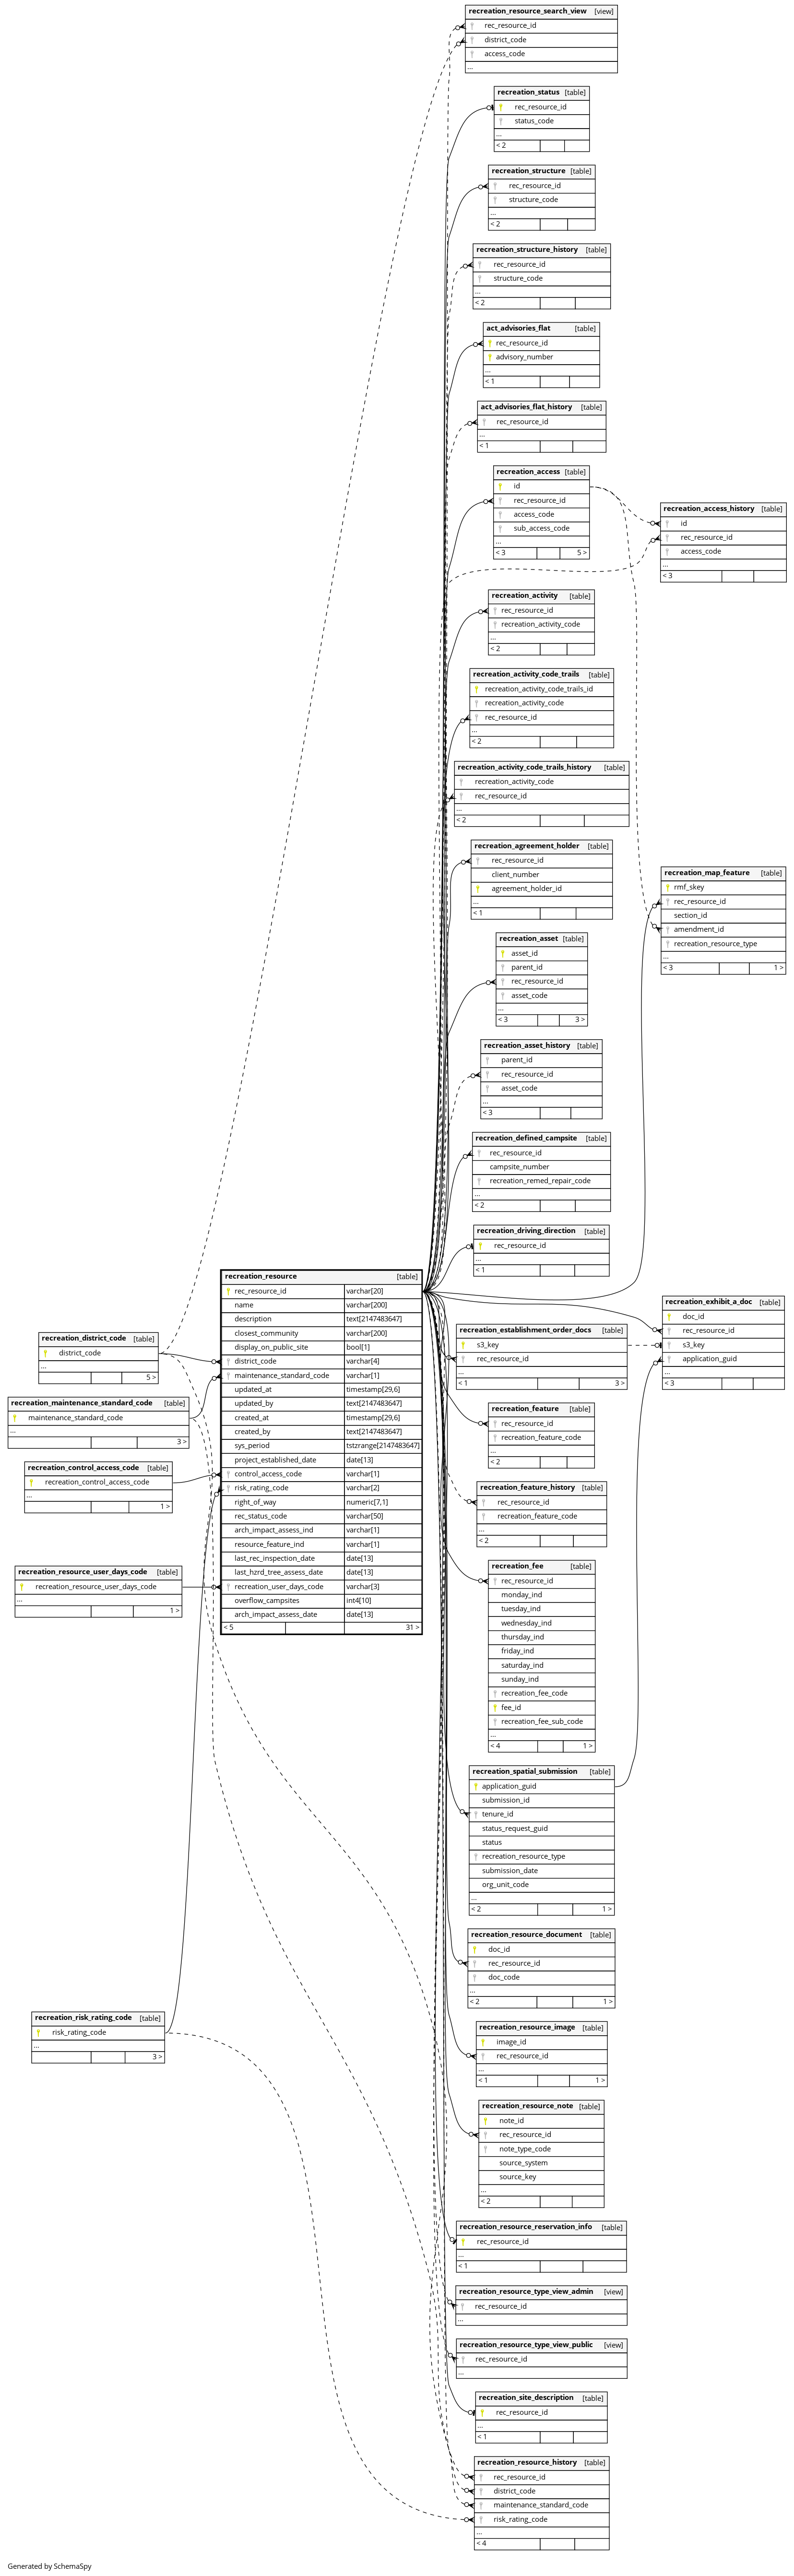 recreation_resource_search_view [view]
rec_resource_id
district_code
access_code
...
recreation_status [table]
rec_resource_id
status_code
...
< 2
recreation_structure [table]
rec_resource_id
structure_code
...
< 2
recreation_structure_history [table]
rec_resource_id
structure_code
...
< 2
act_advisories_flat [table]
rec_resource_id
advisory_number
...
< 1
act_advisories_flat_history [table]
rec_resource_id
...
< 1
recreation_access [table]
id
rec_resource_id
access_code
sub_access_code
...
< 3 5 >
recreation_access_history [table]
id
rec_resource_id
access_code
...
< 3
recreation_activity [table]
rec_resource_id
recreation_activity_code
...
< 2
recreation_activity_code_trails [table]
recreation_activity_code_trails_id
recreation_activity_code
rec_resource_id
...
< 2
recreation_activity_code_trails_history [table]
recreation_activity_code
rec_resource_id
...
< 2
recreation_agreement_holder [table]
rec_resource_id
client_number
agreement_holder_id
...
< 1
recreation_map_feature [table]
rmf_skey
rec_resource_id
section_id
amendment_id
recreation_resource_type
...
< 3 1 >
recreation_asset [table]
asset_id
parent_id
rec_resource_id
asset_code
...
< 3 3 >
recreation_asset_history [table]
parent_id
rec_resource_id
asset_code
...
< 3
recreation_defined_campsite [table]
rec_resource_id
campsite_number
recreation_remed_repair_code
...
< 2
recreation_driving_direction [table]
rec_resource_id
...
< 1
recreation_resource [table]
rec_resource_id varchar[20]
name varchar[200]
description text[2147483647]
closest_community varchar[200]
display_on_public_site bool[1]
district_code varchar[4]
maintenance_standard_code varchar[1]
updated_at timestamp[29,6]
updated_by text[2147483647]
created_at timestamp[29,6]
created_by text[2147483647]
sys_period tstzrange[2147483647]
project_established_date date[13]
control_access_code varchar[1]
risk_rating_code varchar[2]
right_of_way numeric[7,1]
rec_status_code varchar[50]
arch_impact_assess_ind varchar[1]
resource_feature_ind varchar[1]
last_rec_inspection_date date[13]
last_hzrd_tree_assess_date date[13]
recreation_user_days_code varchar[3]
overflow_campsites int4[10]
arch_impact_assess_date date[13]
< 5 31 >
recreation_district_code [table]
district_code
...
5 >
recreation_maintenance_standard_code [table]
maintenance_standard_code
...
3 >
recreation_control_access_code [table]
recreation_control_access_code
...
1 >
recreation_resource_user_days_code [table]
recreation_resource_user_days_code
...
1 >
recreation_risk_rating_code [table]
risk_rating_code
...
3 >
recreation_exhibit_a_doc [table]
doc_id
rec_resource_id
s3_key
application_guid
...
< 3
recreation_establishment_order_docs [table]
s3_key
rec_resource_id
...
< 1 3 >
recreation_feature [table]
rec_resource_id
recreation_feature_code
...
< 2
recreation_feature_history [table]
rec_resource_id
recreation_feature_code
...
< 2
recreation_fee [table]
rec_resource_id
monday_ind
tuesday_ind
wednesday_ind
thursday_ind
friday_ind
saturday_ind
sunday_ind
recreation_fee_code
fee_id
recreation_fee_sub_code
...
< 4 1 >
recreation_spatial_submission [table]
application_guid
submission_id
tenure_id
status_request_guid
status
recreation_resource_type
submission_date
org_unit_code
...
< 2 1 >
recreation_resource_document [table]
doc_id
rec_resource_id
doc_code
...
< 2 1 >
recreation_resource_image [table]
image_id
rec_resource_id
...
< 1 1 >
recreation_resource_note [table]
note_id
rec_resource_id
note_type_code
source_system
source_key
...
< 2
recreation_resource_reservation_info [table]
rec_resource_id
...
< 1
recreation_resource_type_view_admin [view]
rec_resource_id
...
recreation_resource_type_view_public [view]
rec_resource_id
...
recreation_site_description [table]
rec_resource_id
...
< 1
recreation_resource_history [table]
rec_resource_id
district_code
maintenance_standard_code
risk_rating_code
...
< 4
Generated by SchemaSpy